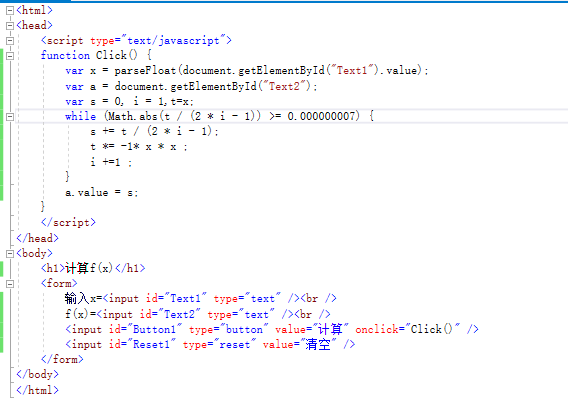 <html>
<head>
<script type="text/javascript">
function Click() {
var x = parseFloat(document.getElementById("Text1").value);
var a = document.getElementById("Text2");
var s = 0, i = 1,t=x;
while (Math.abs(t / (2 * i - 1)) >= 0.000000007) {
s += t / (2 * i - 1);
t *= -1* x * x ;
i +=1 ;
}
a.value = s;
}
</script>
</head>
<body>
<h1>计算f(x)</h1>
<form>
输入x=<input id="Text1" type="text" /><br />
f(x)=<input id="Text2" type="text" /><br />
<input id="Button1" type="button" value="计算" onclick="Click()" />
<input id="Reset1" type="reset" value="清空" />
</form>
</body>
</html>